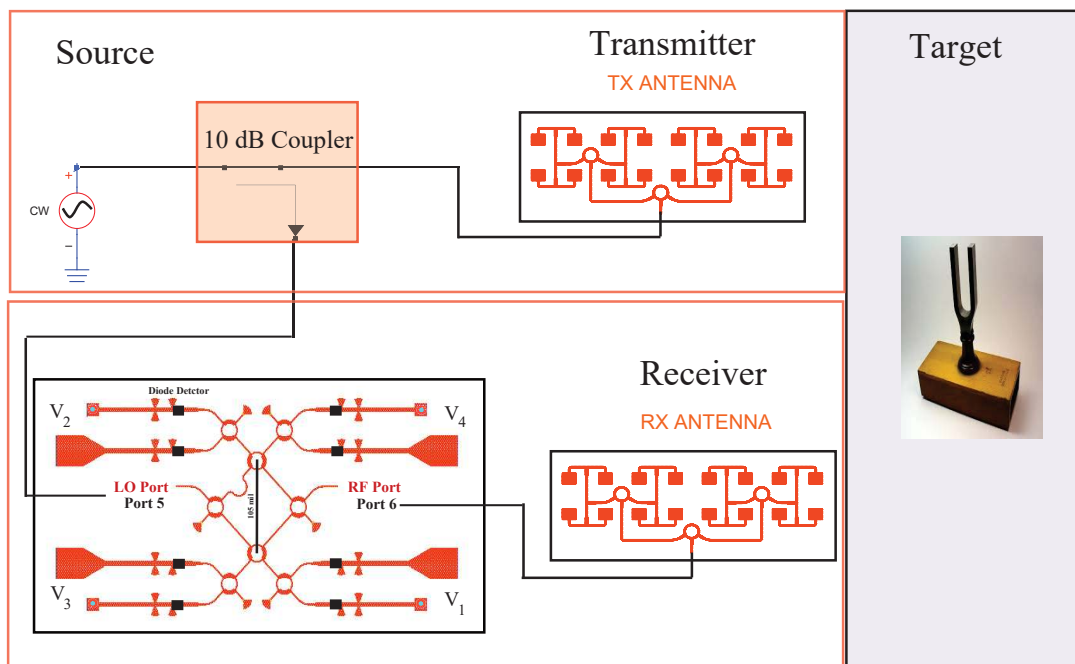 Source
Transmitter
TX ANTENNA
Target
10 dB Coupler
+
CW
−
Receiver
RX ANTENNA
Diode Detctor
V2
V4
LO Port
Port 5
105 mil
RF Port
Port 6
V3
V1